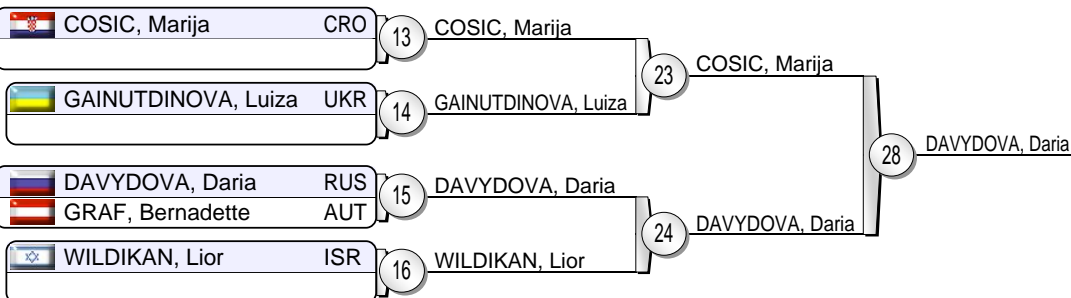 COSIC, Marija CRO 13 COSIC, Marija
23 COSIC, Marija
GAINUTDINOVA, Luiza UKR 14 GAINUTDINOVA, Luiza
28 DAVYDOVA, Daria
DAVYDOVA, Daria RUS 15 DAVYDOVA, Daria
GRAF, Bernadette AUT
24 DAVYDOVA, Daria
WILDIKAN, Lior ISR 16 WILDIKAN, Lior